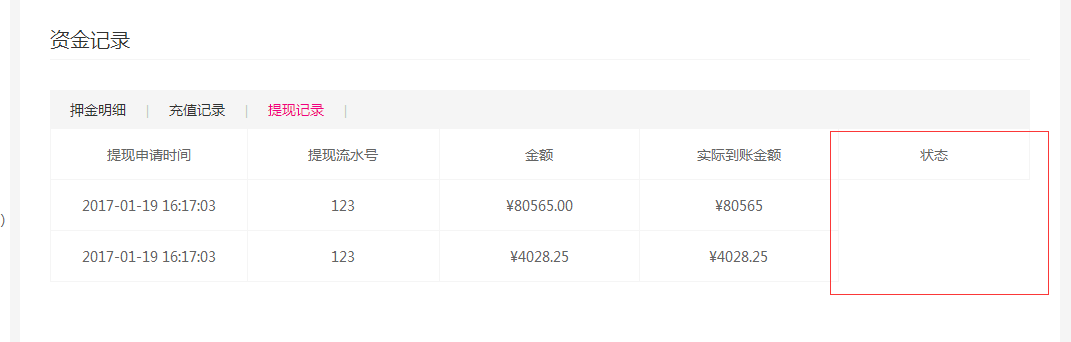 资金记录
押金明细 | 充值记录 | 提现记录 |
提现申请时间 提现流水号 金额 实际到账金额 状态
2017-01-19 16:17:03 123 ¥80565.00 ¥80565
)
2017-01-19 16:17:03 123 ¥4028.25 ¥4028.25